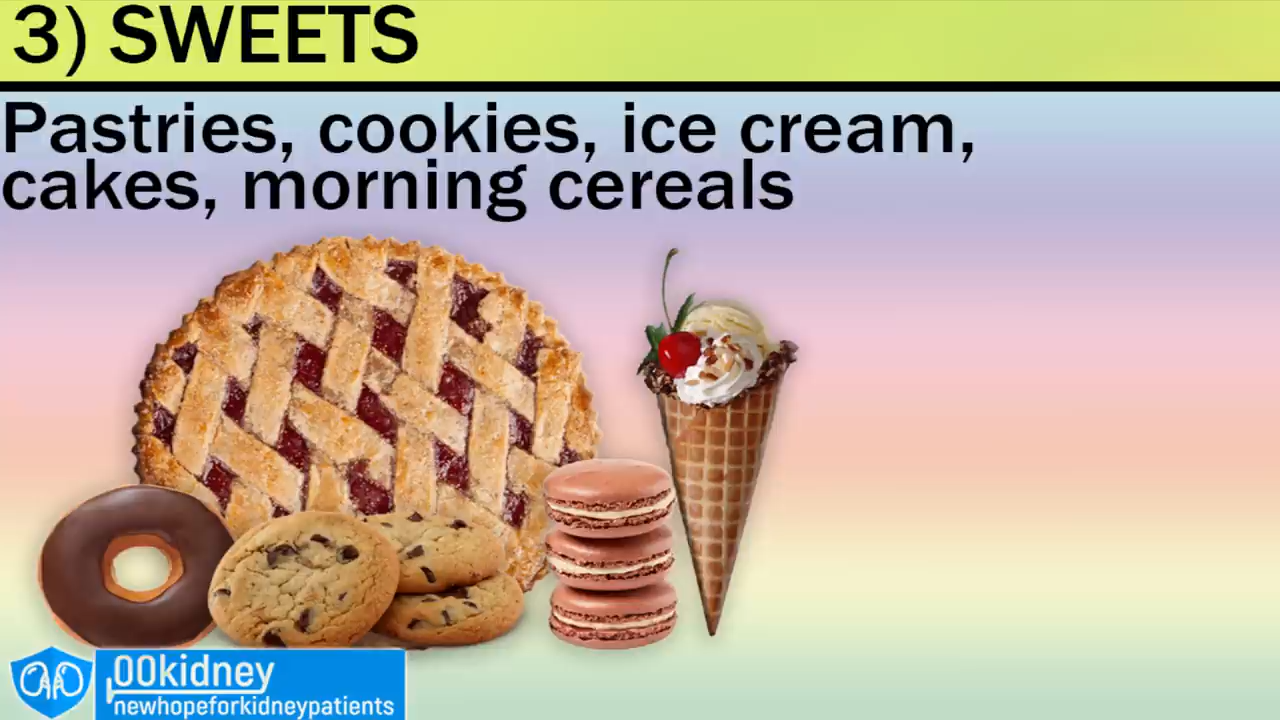 3) SWEETS
Pastries, cookies, ice cream,
cakes, morning cereals
00kidney
newhopeforkidneypatients